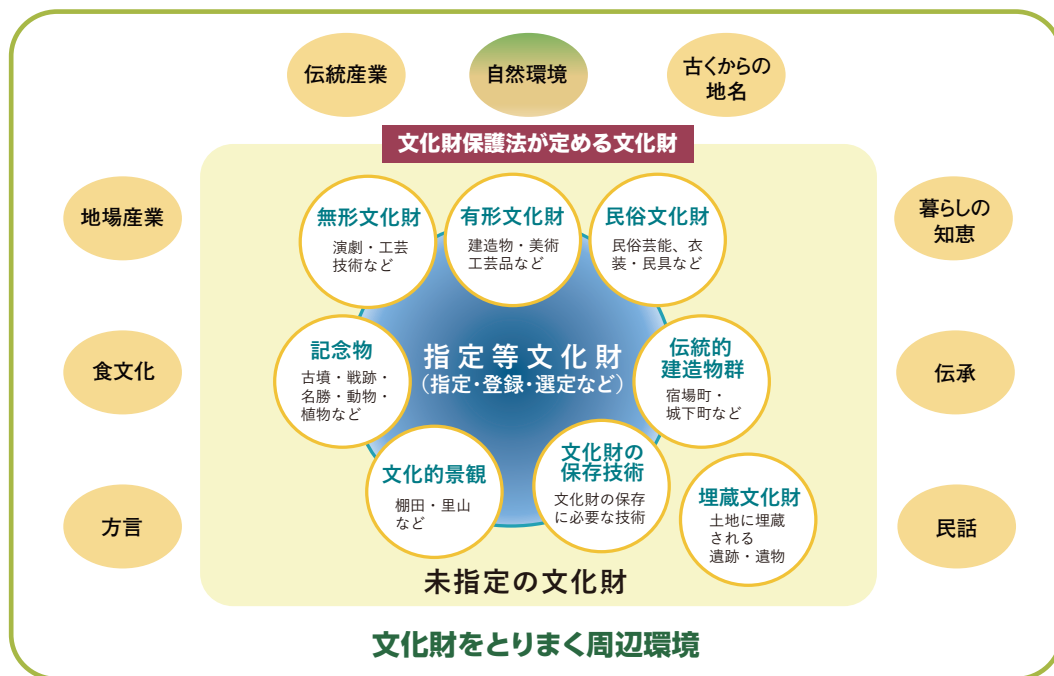 伝統産業
自然環境
古くからの
地名
文化財保護法が定める文化財
地場産業
無形文化財
演劇・工芸
技術など
有形文化財
建造物・美術
工芸品など
民俗文化財
民俗芸能、衣
装・民具など
暮らしの
知恵
食文化
記念物
古墳・戦跡・
名勝・動物・
植物など
指定等文化財
（指定・登録・選定など）
伝統的
建造物群
宿場町・
城下町など
伝承
方言
文化的景観
棚田・里山
など
文化財の
保存技術
文化財の保存
に必要な技術
埋蔵文化財
土地に埋蔵
される
遺跡・遺物
民話
未指定の文化財
文化財をとりまく周辺環境